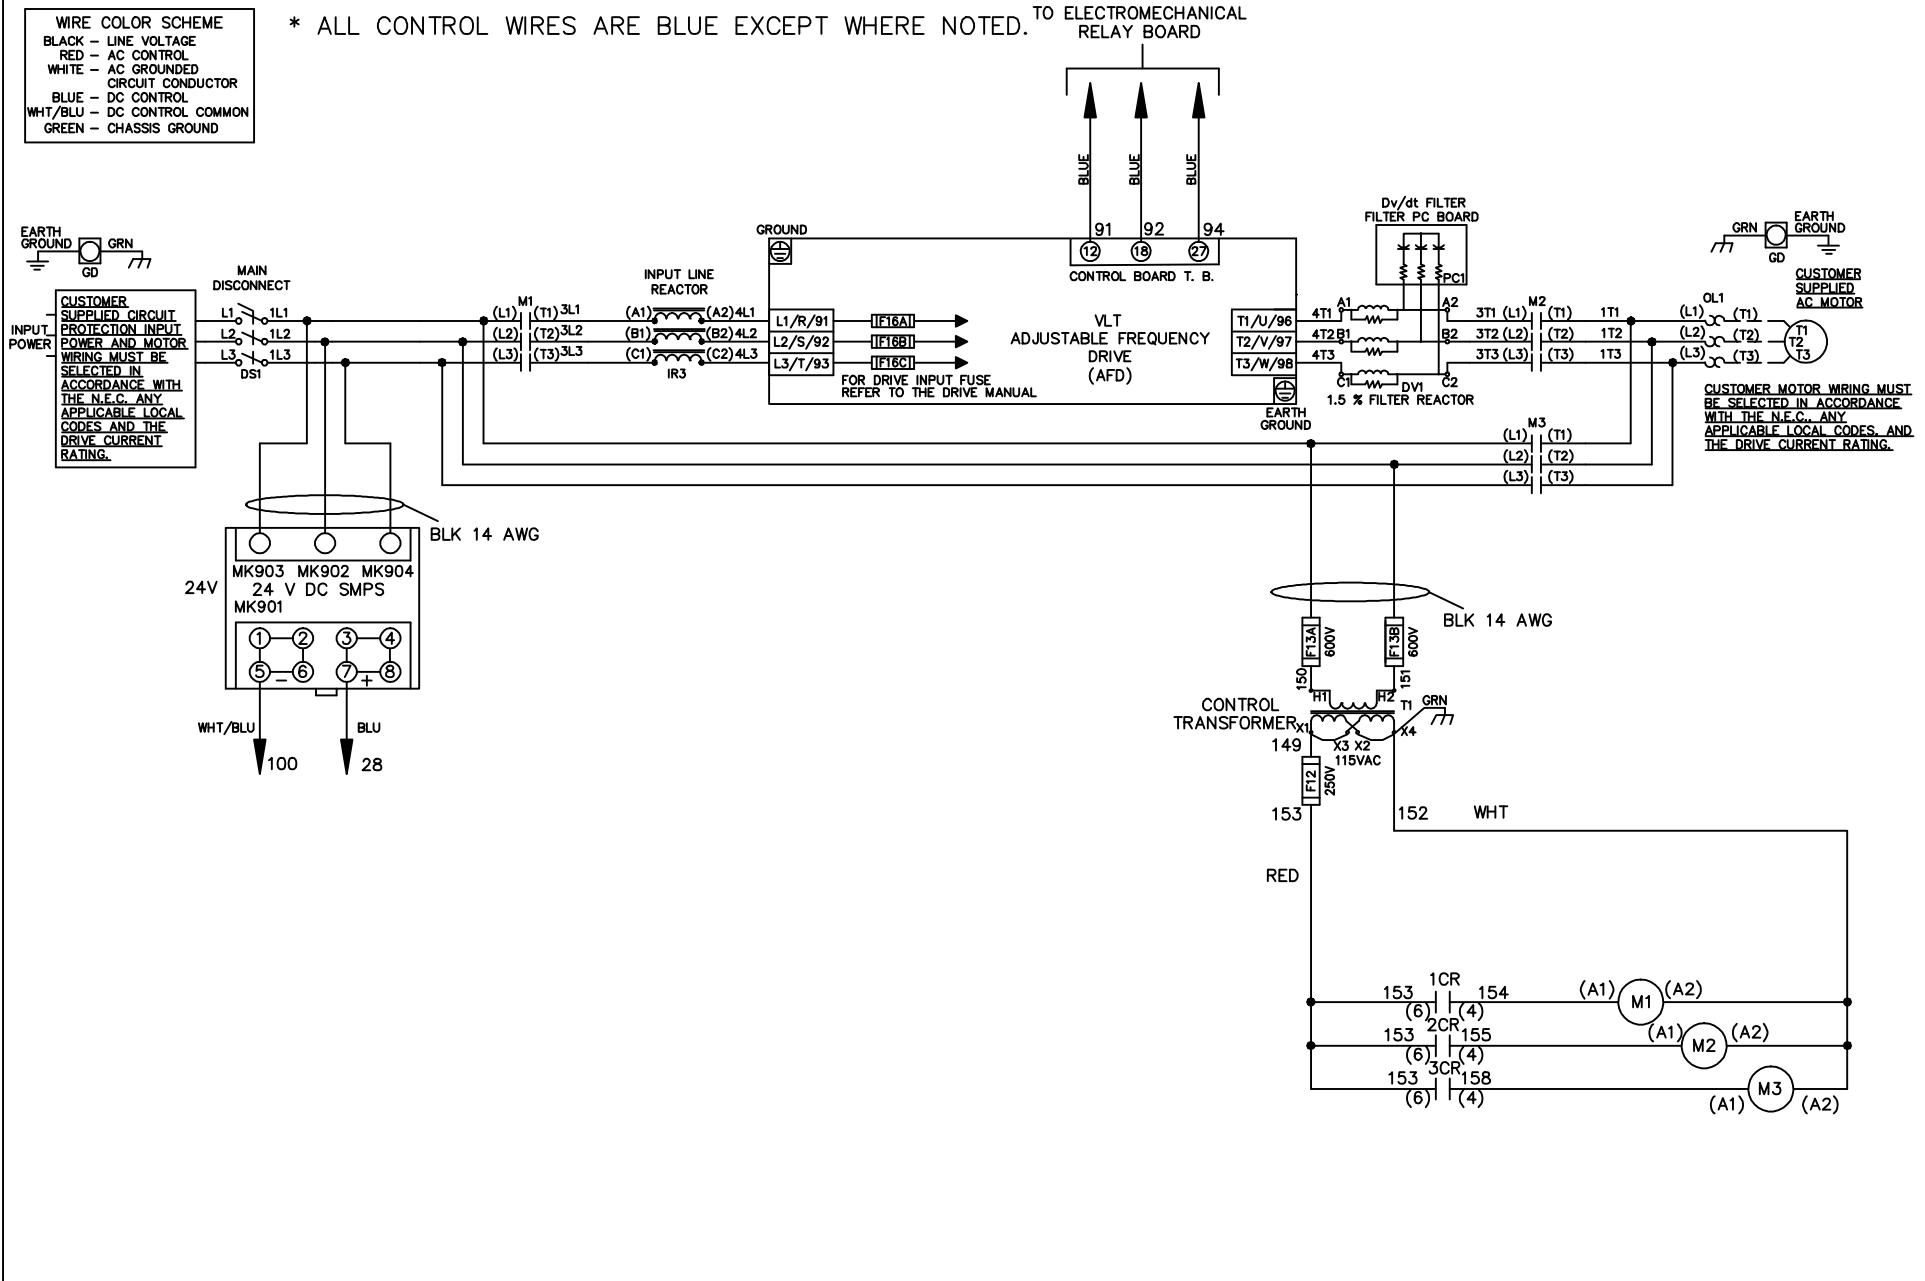 WIRE COLOR SCHEME
BLACK – LINE VOLTAGE
RED – AC CONTROL
WHITE – AC GROUNDED
CIRCUIT CONDUCTOR
BLUE – DC CONTROL
WHT/BLU – DC CONTROL COMMON
GREEN – CHASSIS GROUND
* ALL CONTROL WIRES ARE BLUE EXCEPT WHERE NOTED.
TO ELECTROMECHANICAL
RELAY BOARD
BLUE
BLUE
BLUE
91 92 94
12 18 27
CONTROL BOARD T. B.
EARTH
GROUND
GRN
GD
INPUT
POWER
CUSTOMER
SUPPLIED CIRCUIT
PROTECTION INPUT
POWER AND MOTOR
WIRING MUST BE
SELECTED IN
ACCORDANCE WITH
THE N.E.C. ANY
APPLICABLE LOCAL
CODES AND THE
DRIVE CURRENT
RATING.
MAIN
DISCONNECT
L1 1L1
L2 1L2
L3 1L3
DS1
M1
(L1) (T1) 3L1
(L2) (T2) 3L2
(L3) (T3) 3L3
INPUT LINE
REACTOR
(A1) (A2) 4L1
(B1) (B2) 4L2
(C1) (C2) 4L3
IR3
GROUND
L1/R/91 F16A
L2/S/92 F16B
L3/T/93 F16C
FOR DRIVE INPUT FUSE
REFER TO THE DRIVE MANUAL
VLT
ADJUSTABLE FREQUENCY
DRIVE
(AFD)
T1/U/96
T2/V/97
T3/W/98
EARTH
GROUND
Dv/dt FILTER
FILTER PC BOARD
PC1
4T1 A1 A2
4T2 B1 B2
4T3 C1 C2
DV1
1.5 % FILTER REACTOR
M2
3T1 (L1) (T1) 1T1
3T2 (L2) (T2) 1T2
3T3 (L3) (T3) 1T3
OL1
(L1) (T1)
(L2) (T2)
(L3) (T3)
T1
T2
T3
GRN
GD
EARTH
GROUND
CUSTOMER
SUPPLIED
AC MOTOR
CUSTOMER MOTOR WIRING MUST
BE SELECTED IN ACCORDANCE
WITH THE N.E.C., ANY
APPLICABLE LOCAL CODES, AND
THE DRIVE CURRENT RATING.
M3
(L1) (T1)
(L2) (T2)
(L3) (T3)
BLK 14 AWG
MK903 MK902 MK904
24V
24 V DC SMPS
MK901
1 2 3 4
5 6 7 8
– +
WHT/BLU BLU
100 28
BLK 14 AWG
F13A 600V
F13B 600V
150 151
H1 H2
CONTROL
TRANSFORMER
T1
GRN
X1 X3 X2 X4
115VAC
149
F12 250V
153 152 WHT
RED
1CR
153 154 (A1) M1 (A2)
(6) (4)
2CR
153 155 (A1) M2 (A2)
(6) (4)
3CR
153 158 M3
(6) (4) (A1) (A2)